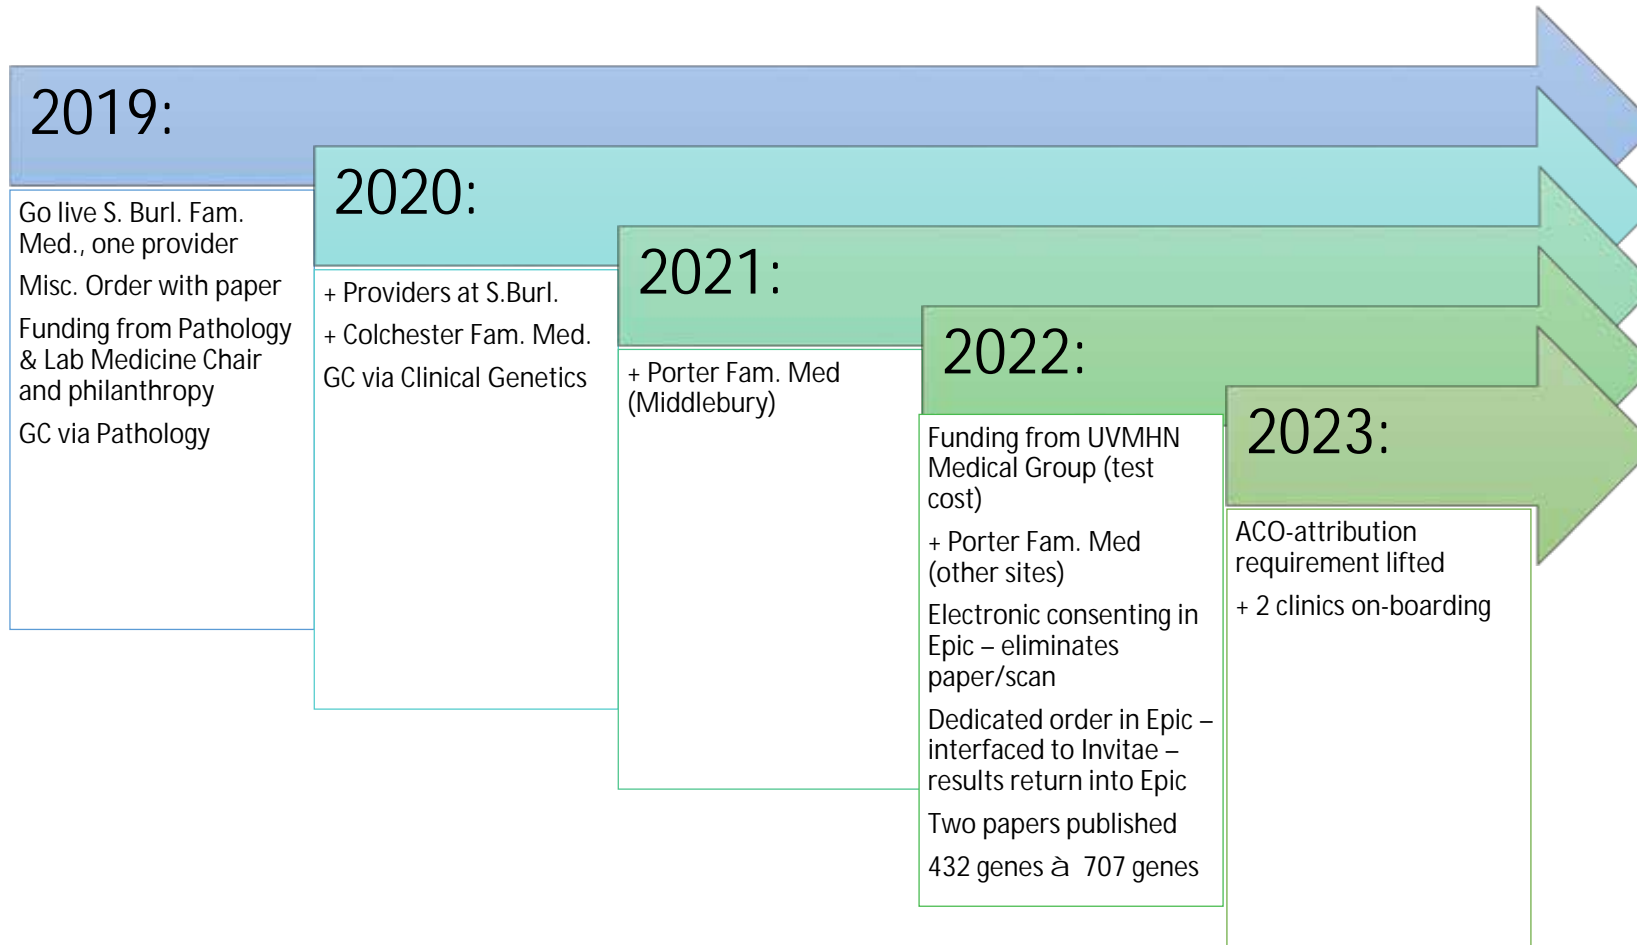 2019:
Go live S. Burl. Fam.
Med., one provider
Misc. Order with paper
Funding from Pathology
& Lab Medicine Chair
and philanthropy
GC via Pathology
2020:
+ Providers at S.Burl.
+ Colchester Fam. Med.
GC via Clinical Genetics
2021:
+ Porter Fam. Med
(Middlebury)
2022:
Funding from UVMHN
Medical Group (test
cost)
+ Porter Fam. Med
(other sites)
Electronic consenting in
Epic – eliminates
paper/scan
Dedicated order in Epic –
interfaced to Invitae –
results return into Epic
Two papers published
432 genes à 707 genes
2023:
ACO-attribution
requirement lifted
+ 2 clinics on-boarding